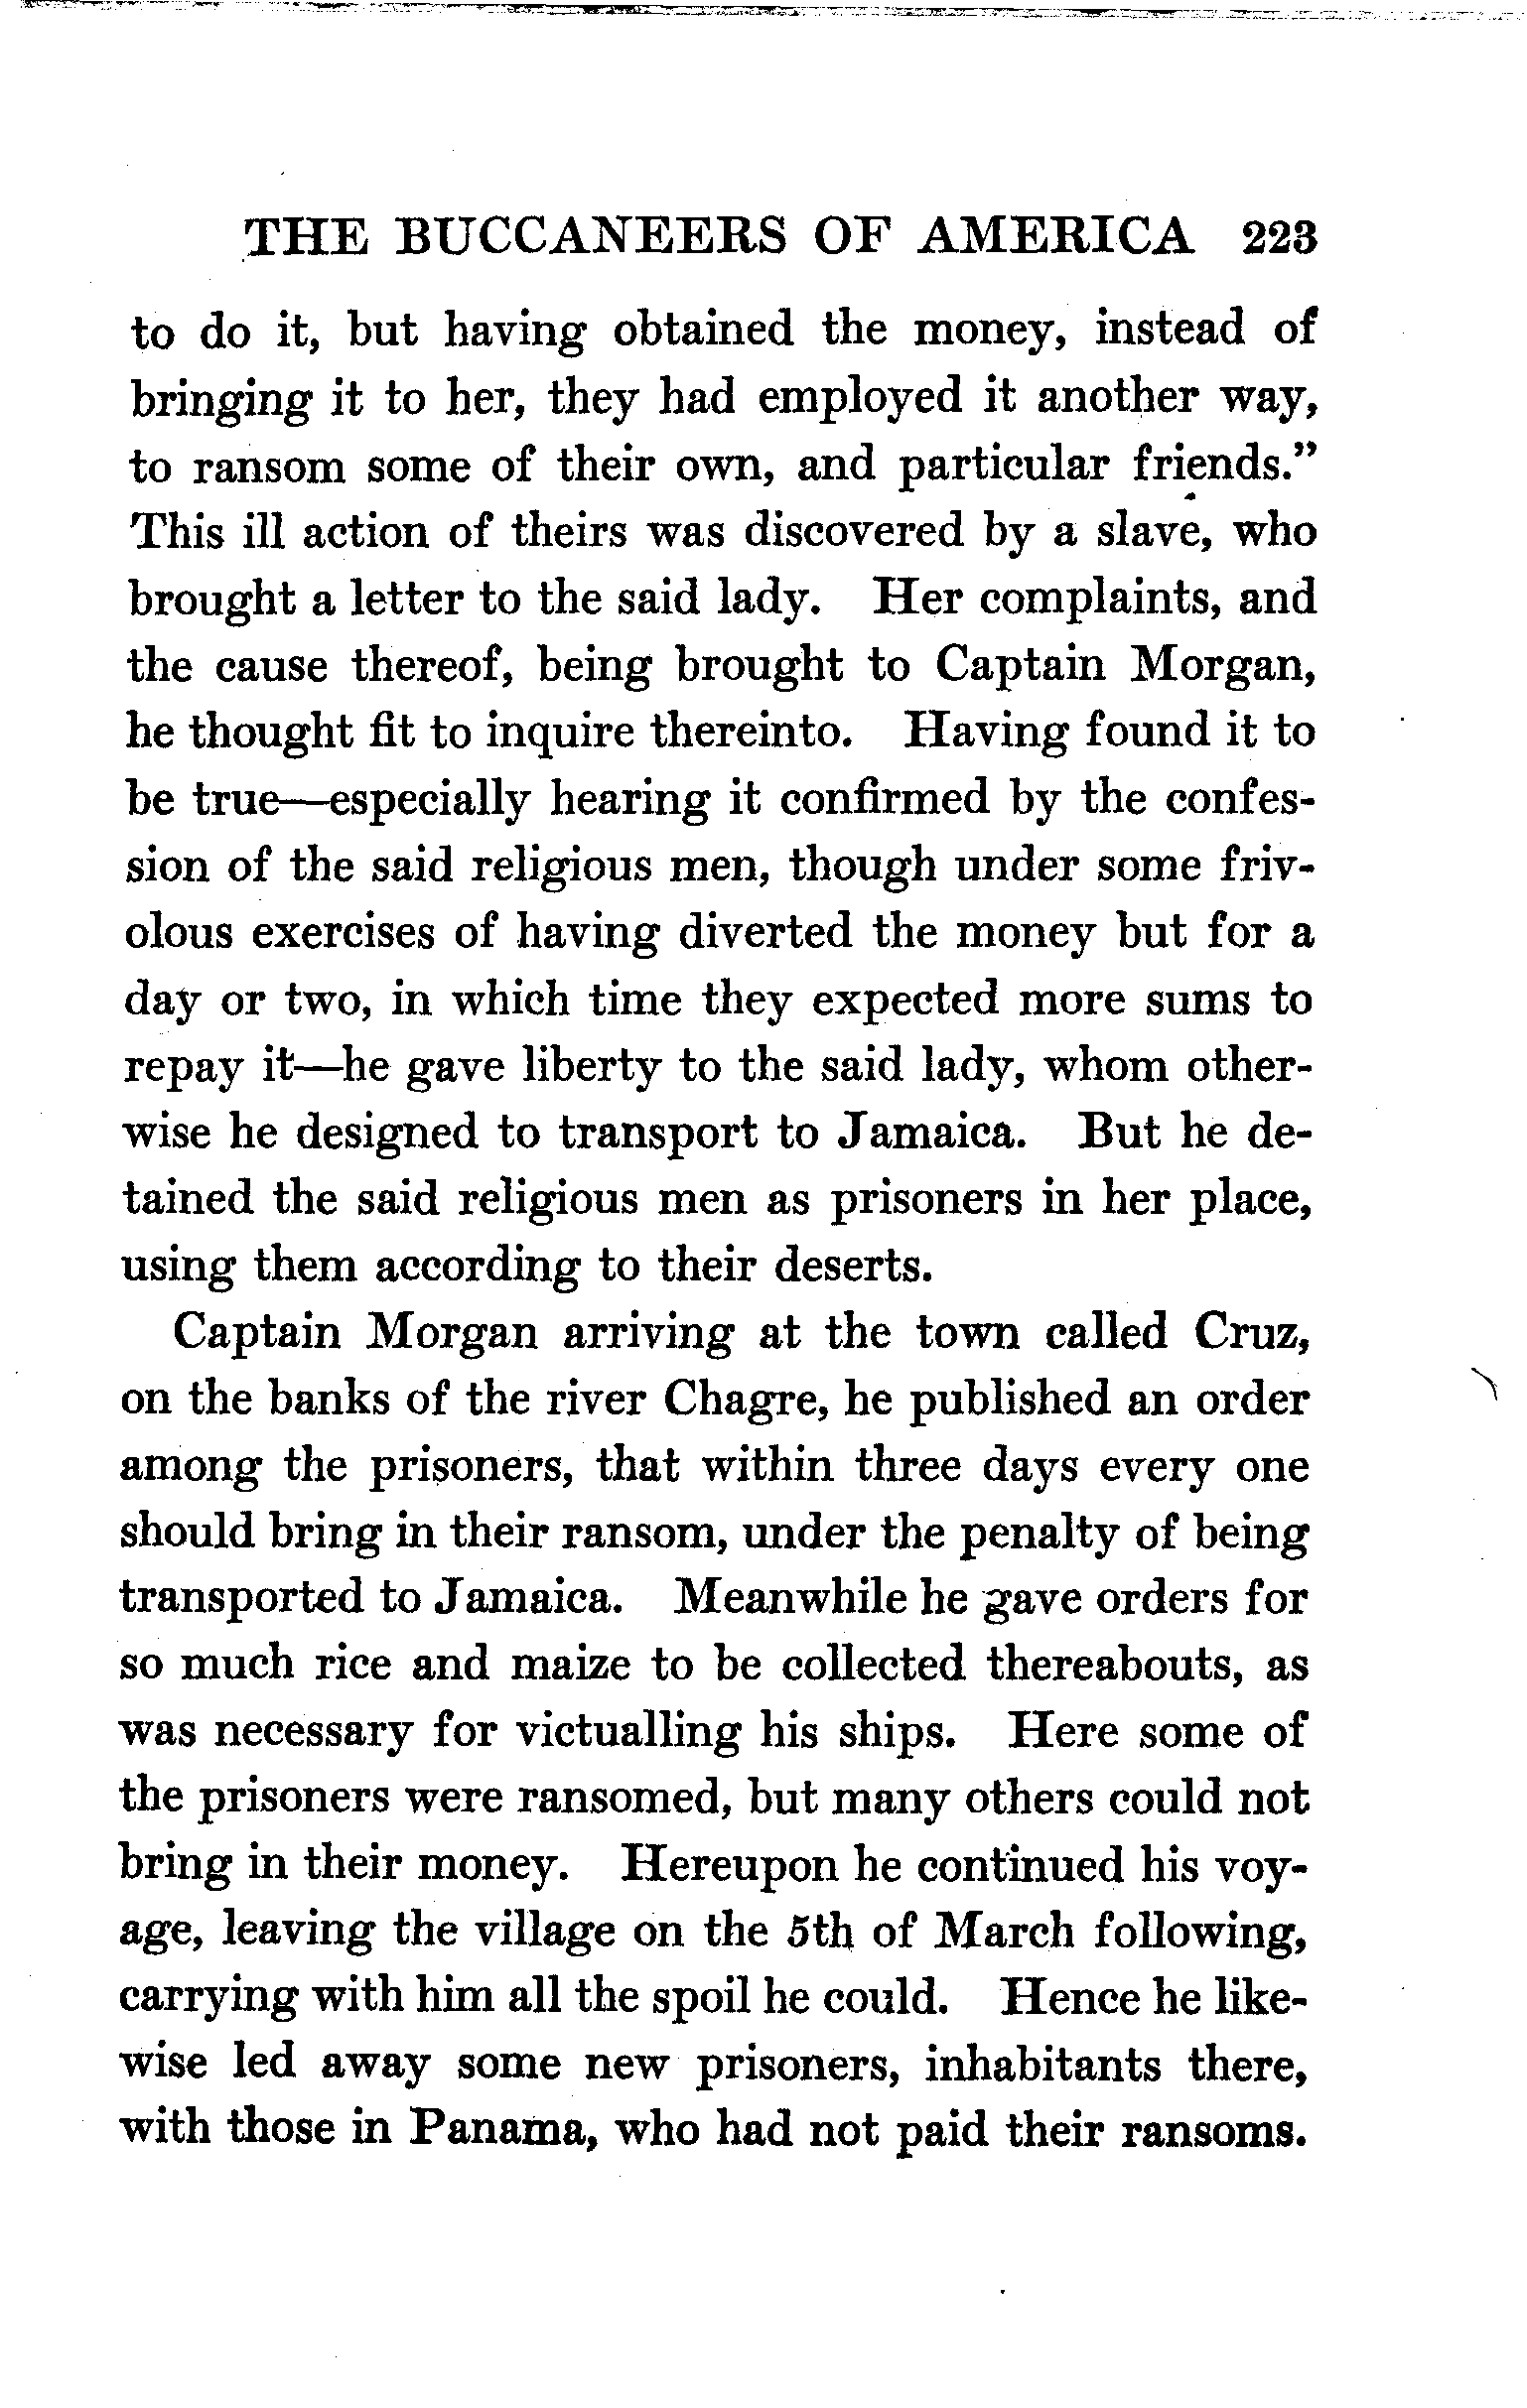 THE BUCCANEERS OF AMERICA 223
to do it, but having obtained the money, instead of
bringing it to her, they had employed it another way,
to ransom some of their own, and particular friends."
This ill action of theirs was discovered by a slave, who
brought a letter to the said lady. Her complaints, and
the cause thereof, being brought to Captain Morgan,
he thought fit to inquire thereinto. Having found it to
be true—especially hearing it confirmed by the confes-
sion of the said religious men, though under some friv-
olous exercises of having diverted the money but for a
day or two, in which time they expected more sums to
repay it—he gave liberty to the said lady, whom other-
wise he designed to transport to Jamaica. But he de-
tained the said religious men as prisoners in her place,
using them according to their deserts.
Captain Morgan arriving at the town called Cruz,
on the banks of the river Chagre, he published an order
among the prisoners, that within three days every one
should bring in their ransom, under the penalty of being
transported to Jamaica. Meanwhile he gave orders for
so much rice and maize to be collected thereabouts, as
was necessary for victualling his ships. Here some of
the prisoners were ransomed, but many others could not
bring in their money. Hereupon he continued his voy-
age, leaving the village on the 5th of March following,
carrying with him all the spoil he could. Hence he like-
wise led away some new prisoners, inhabitants there,
with those in Panama, who had not paid their ransoms.